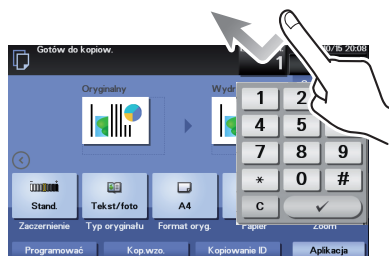 Gotów do kopiow.
10/15 20:08
1
Oryginalny
Wydr
1 2
4 5
7 8 9
* 0 #
C
Stand.
Tekst/foto
A4
Zaczernienie
Typ oryginału
Format oryg.
Papier
Zoom
Programować
Kop.wzo.
Kopiowanie ID
Aplikacja